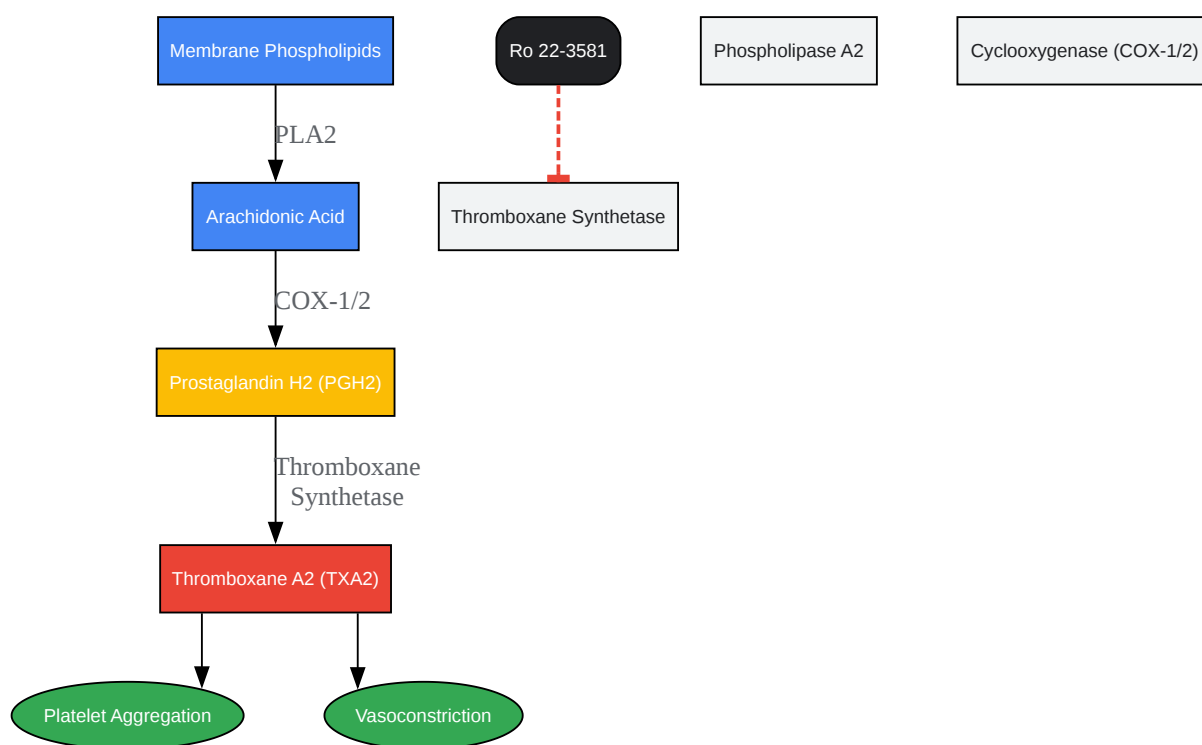 Membrane Phospholipids
Ro 22-3581
Phospholipase A2
Cyclooxygenase (COX-1/2)
PLA2
Arachidonic Acid
Thromboxane Synthetase
COX-1/2
Prostaglandin H2 (PGH2)
Thromboxane
Synthetase
Thromboxane A2 (TXA2)
Platelet Aggregation
Vasoconstriction